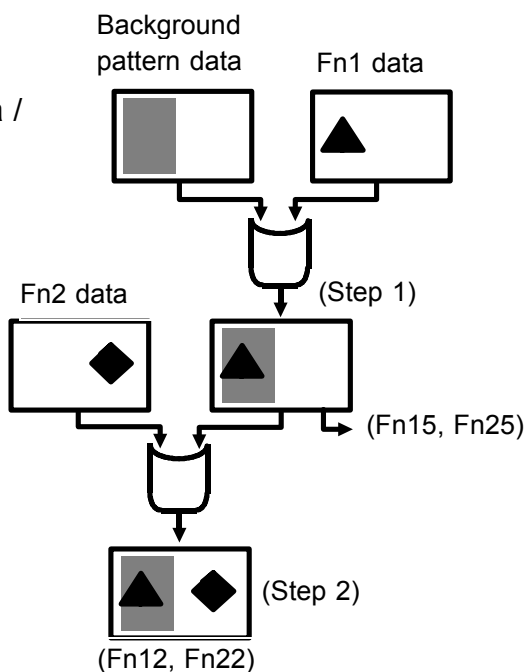 Background
pattern data
Fn1 data
/
(Step 1)
Fn2 data
(Fn15, Fn25)
(Step 2)
(Fn12, Fn22)